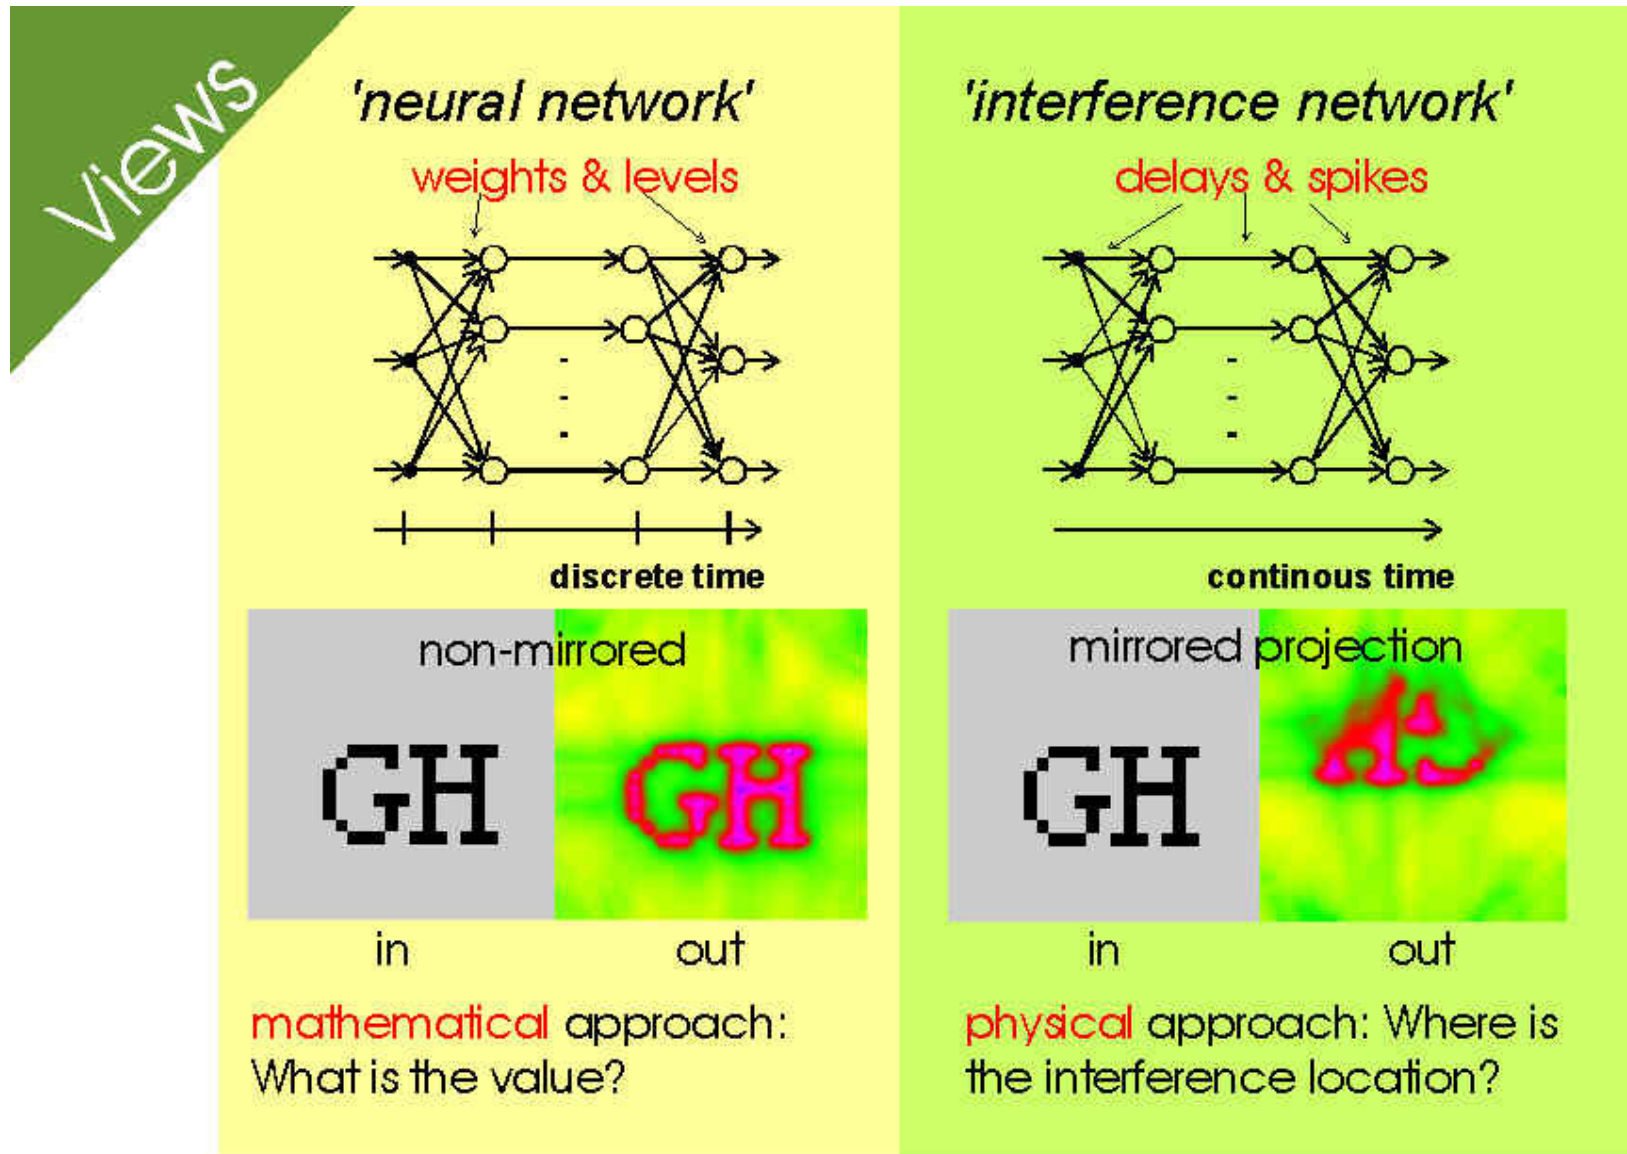 Views
'neural network'
weights & levels
discrete time
non-mirrored
GH
GH
in
out
mathematical approach:
What is the value?
'interference network'
delays & spikes
continous time
mirrored projection
GH
in
out
physical approach: Where is
the interference location?